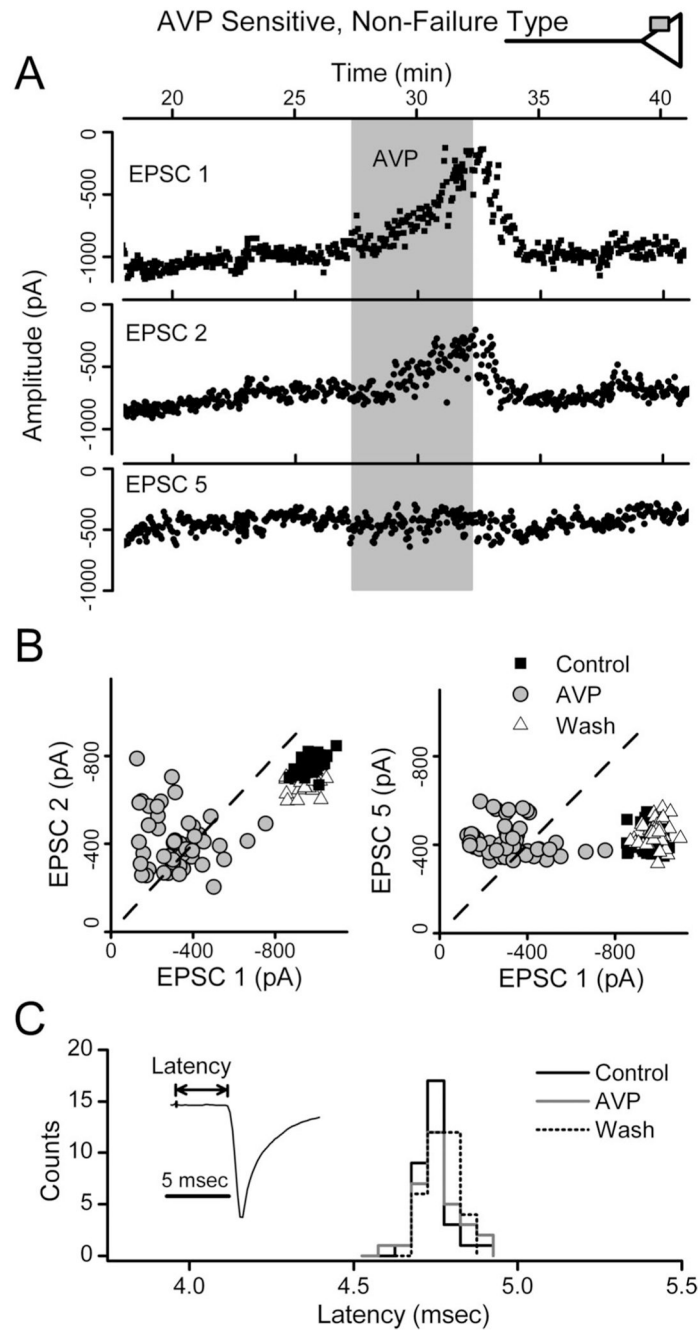 AVP Sensitive, Non-Failure Type
A
Time (min)
20 25 30 35 40
Amplitude (pA)
0
-500
-1000
EPSC 1
AVP
0
-500
-1000
EPSC 2
0
-500
-1000
EPSC 5
B
Control
AVP
Wash
EPSC 2 (pA)
-800
-400
0
0 -400 -800
EPSC 1 (pA)
EPSC 5 (pA)
-800
-400
0
0 -400 -800
EPSC 1 (pA)
C
Counts
20
15
10
5
0
Latency
5 msec
Control
AVP
Wash
4.0 4.5 5.0 5.5
Latency (msec)